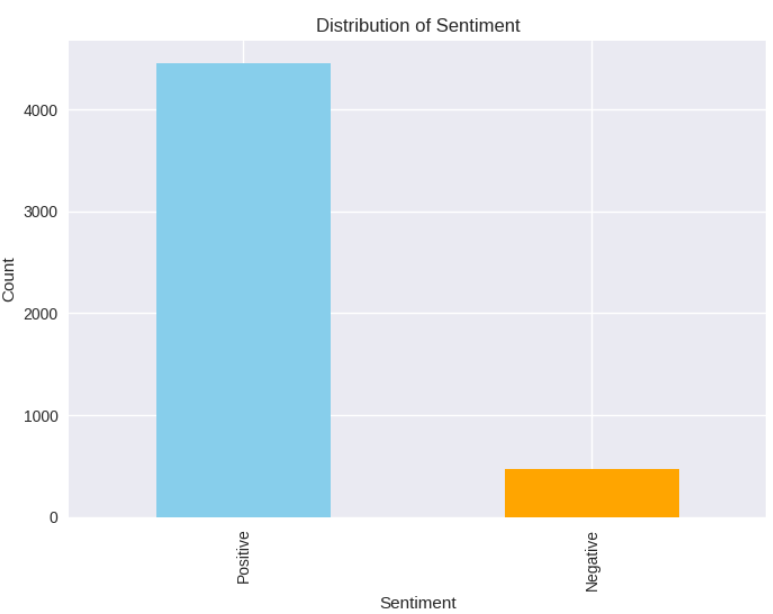 Distribution of Sentiment
4000
3000
2000
1000
0
Count
Positive
Negative
Sentiment